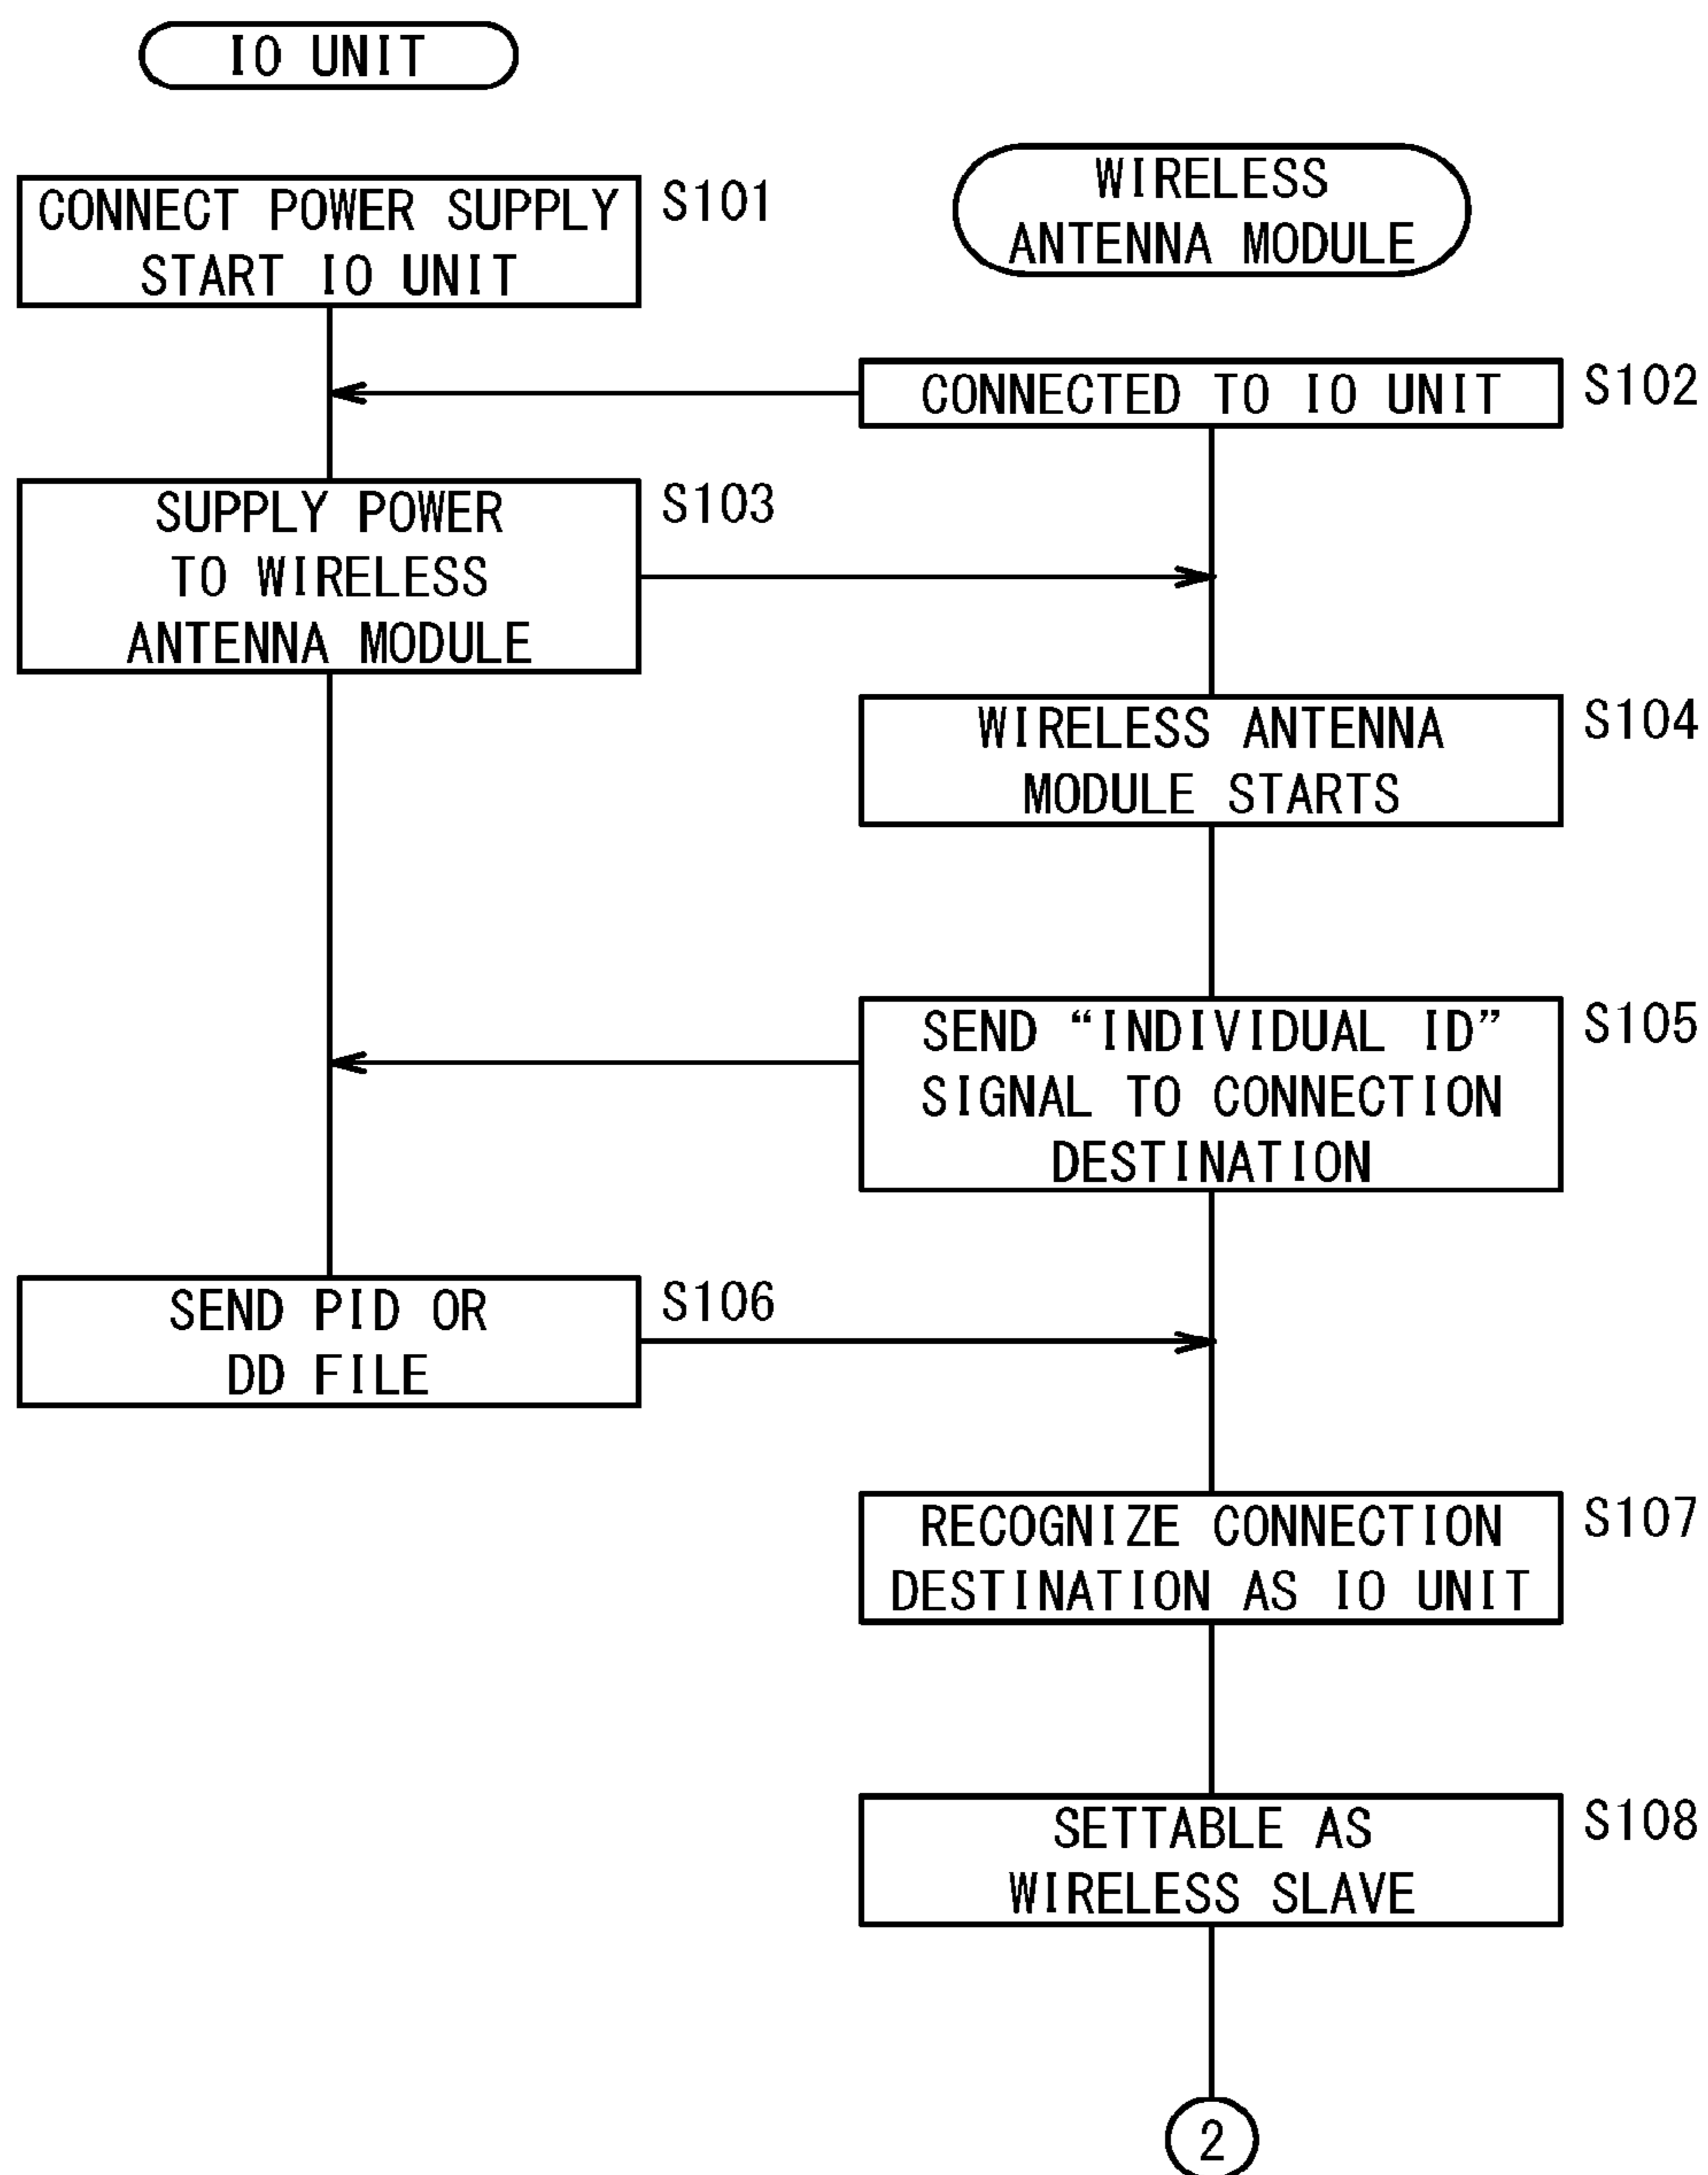 IO UNIT
WIRELESS
ANTENNA MODULE
CONNECT POWER SUPPLY
START IO UNIT
S101
CONNECTED TO IO UNIT
S102
SUPPLY POWER
TO WIRELESS
ANTENNA MODULE
S103
WIRELESS ANTENNA
MODULE STARTS
S104
SEND “INDIVIDUAL ID”
SIGNAL TO CONNECTION
DESTINATION
S105
SEND PID OR
DD FILE
S106
RECOGNIZE CONNECTION
DESTINATION AS IO UNIT
S107
SETTABLE AS
WIRELESS SLAVE
S108
2